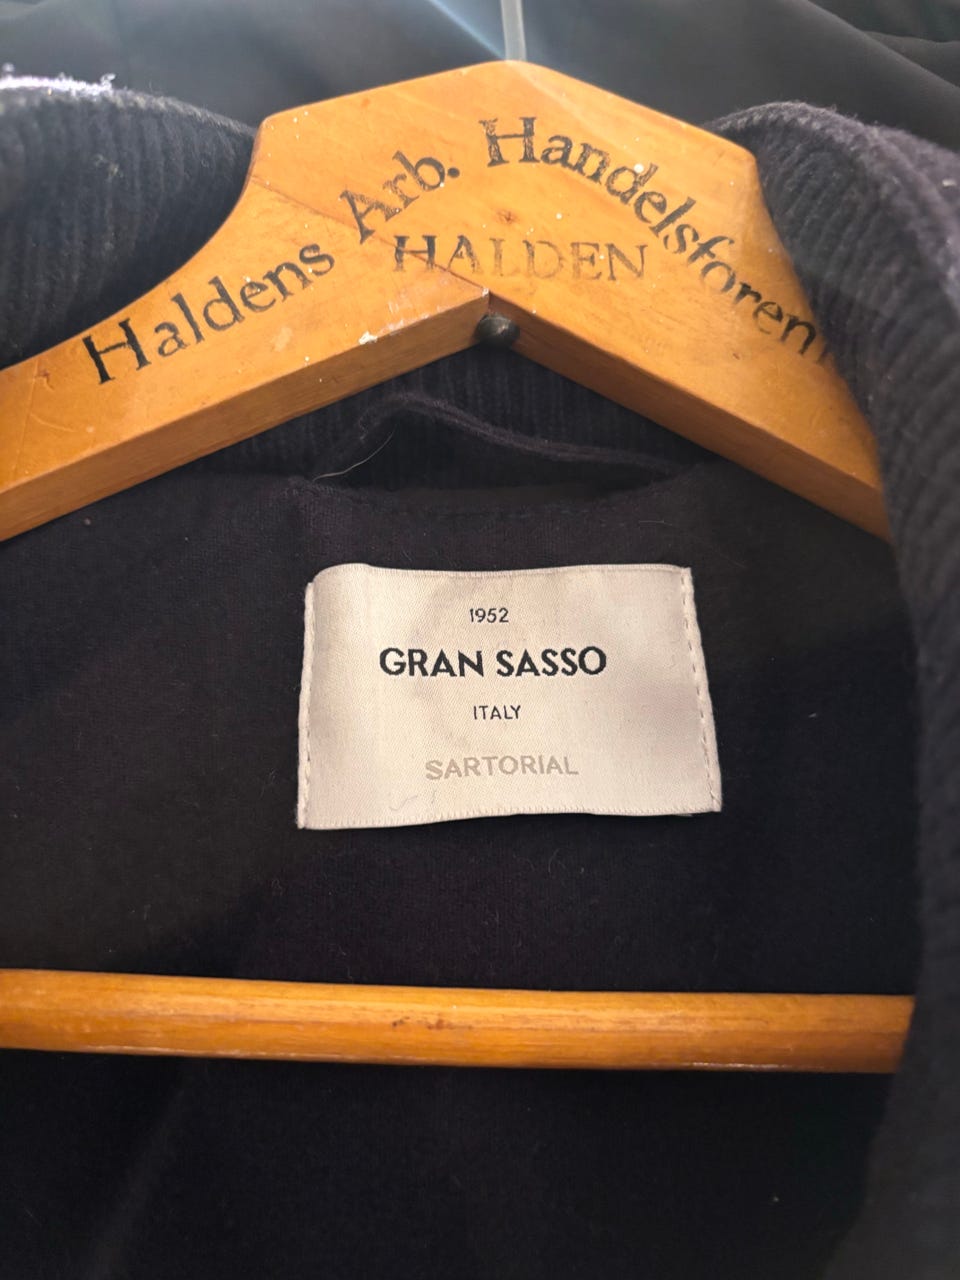 Haldens Arb. Handelsforen
HALDEN
1952
GRAN SASSO
ITALY
SARTORIAL